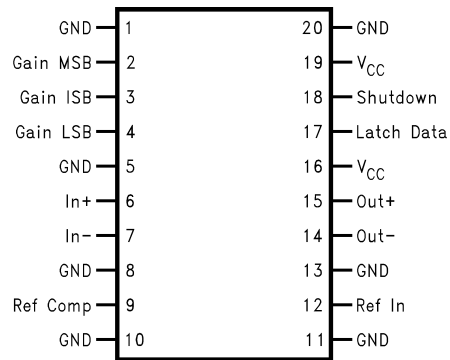 GND 1 20 GND
Gain MSB 2 19 VCC
Gain ISB 3 18 Shutdown
Gain LSB 4 17 Latch Data
GND 5 16 VCC
In+ 6 15 Out+
In− 7 14 Out−
GND 8 13 GND
Ref Comp 9 12 Ref In
GND 10 11 GND